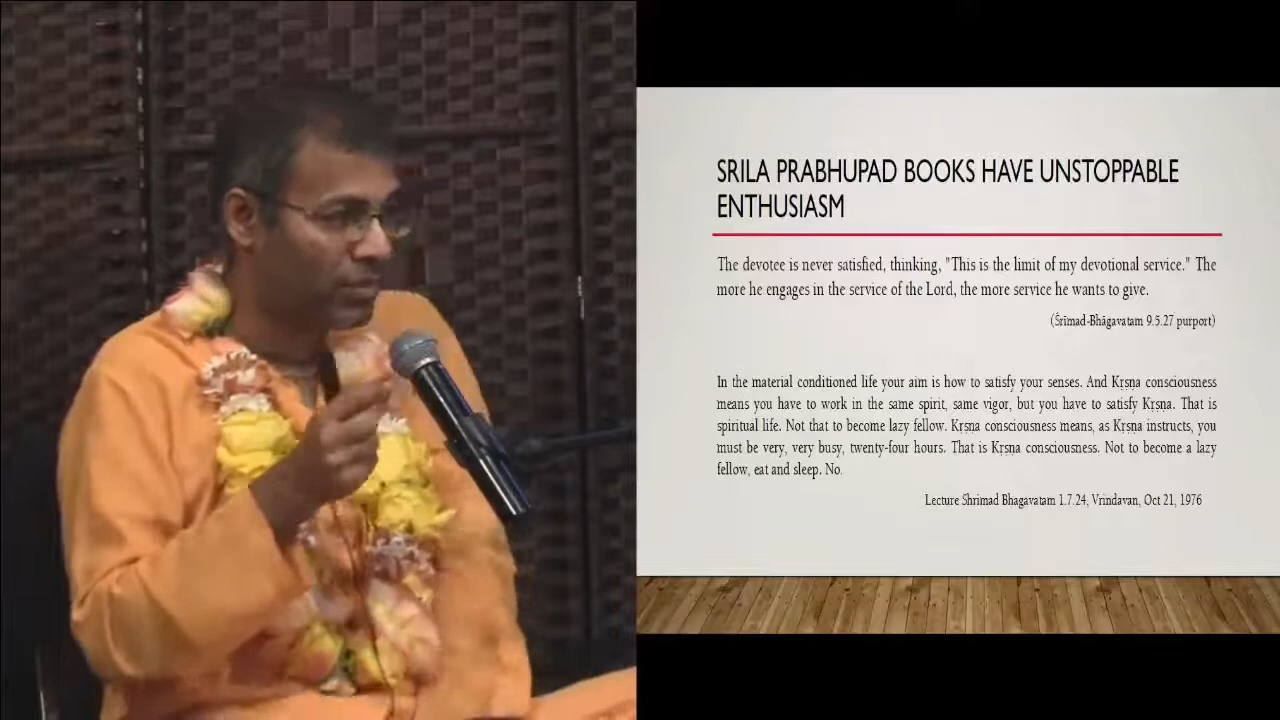 SRILA PRABHUPAD BOOKS HAVE UNSTOPPABLE
ENTHUSIASM
The devotee is never satisfied, thinking, "This is the limit of my devotional service." The
more he engages in the service of the Lord, the more service he wants to give.
(Śrīmad-Bhāgavatam 9.5.27 purport)
In the material conditioned life your aim is how to satisfy your senses. And Kṛṣṇa consciousness
means you have to work in the same spirit, same vigor, but you have to satisfy Kṛṣṇa. That is
spiritual life. Not that to become lazy fellow. Kṛṣṇa consciousness means, as Kṛṣṇa instructs, you
must be very, very busy, twenty-four hours. That is Kṛṣṇa consciousness. Not to become a lazy
fellow, eat and sleep. No.
Lecture Shrimad Bhagavatam 1.7.24, Vrindavan, Oct 21, 1976